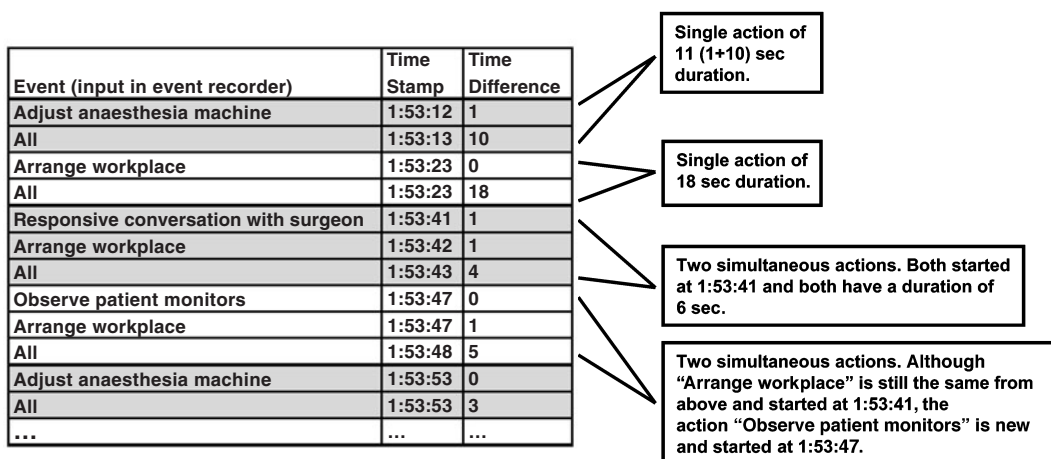 Event (input in event recorder) Time Stamp Time Difference
Adjust anaesthesia machine 1:53:12 1
All 1:53:13 10
Arrange workplace 1:53:23 0
All 1:53:23 18
Responsive conversation with surgeon 1:53:41 1
Arrange workplace 1:53:42 1
All 1:53:43 4
Observe patient monitors 1:53:47 0
Arrange workplace 1:53:47 1
All 1:53:48 5
Adjust anaesthesia machine 1:53:53 0
All 1:53:53 3
... ... ...
Single action of
11 (1+10) sec
duration.
Single action of
18 sec duration.
Two simultaneous actions. Both started
at 1:53:41 and both have a duration of
6 sec.
Two simultaneous actions. Although
“Arrange workplace” is still the same from
above and started at 1:53:41, the
action “Observe patient monitors” is new
and started at 1:53:47.